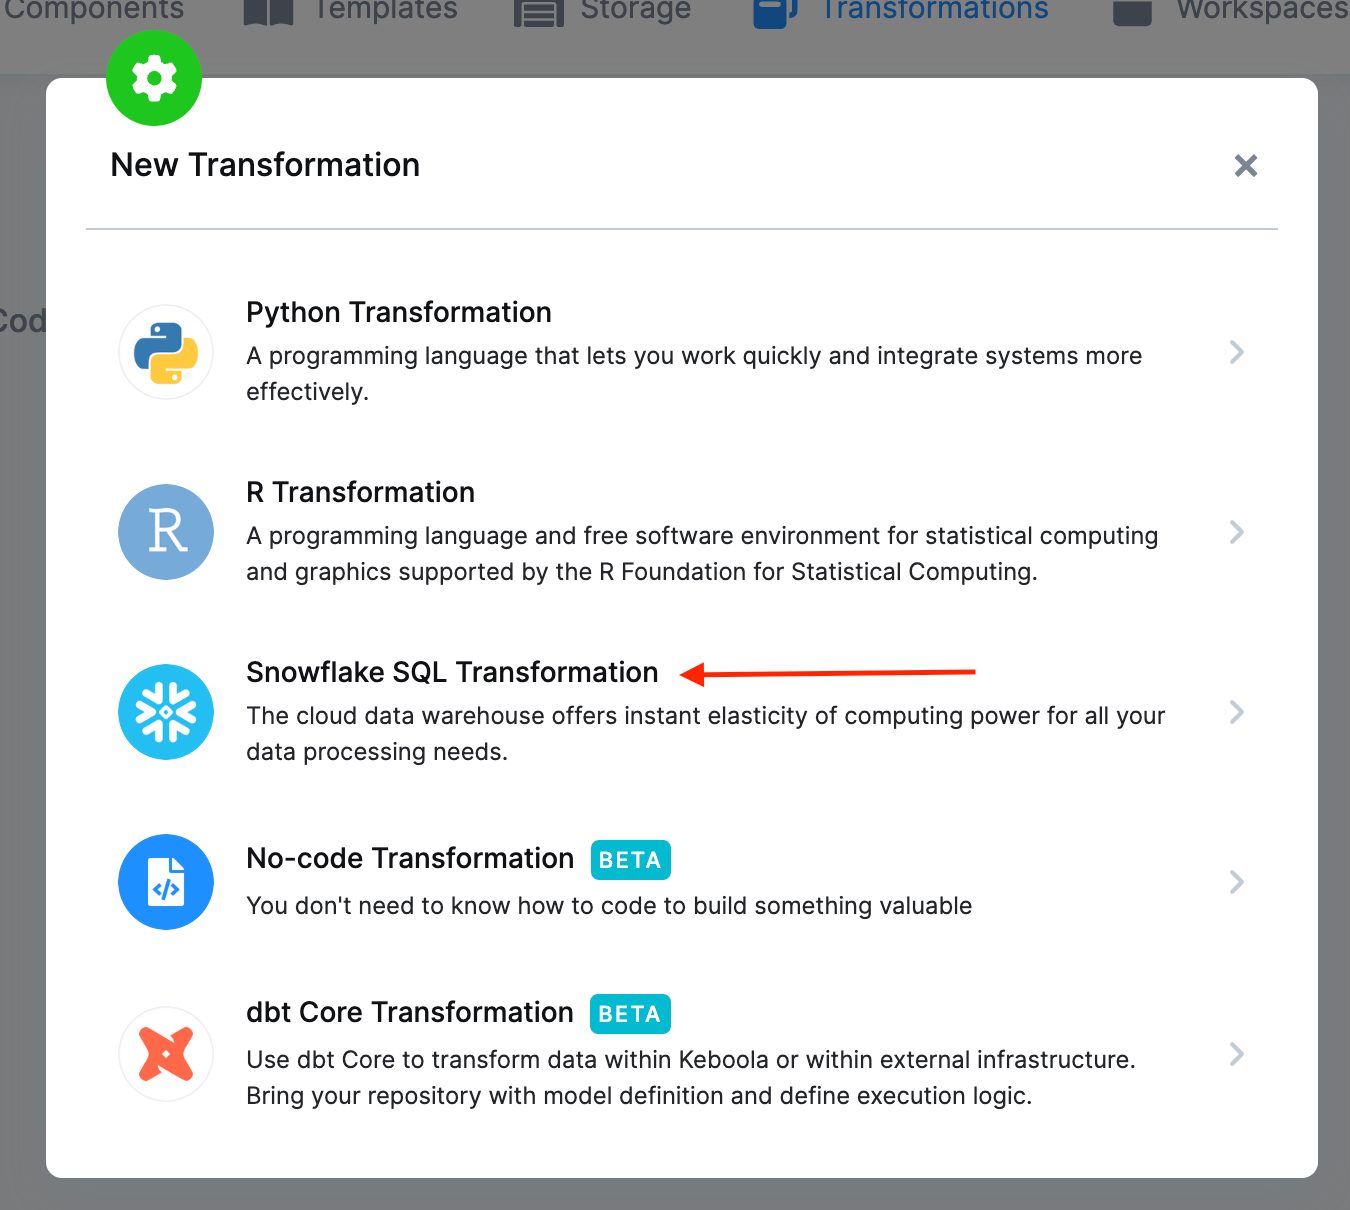 Components Templates Storage Transformations Workspaces
New Transformation
Cod
Python Transformation
A programming language that lets you work quickly and integrate systems more
effectively.
R
R Transformation
A programming language and free software environment for statistical computing
and graphics supported by the R Foundation for Statistical Computing.
Snowflake SQL Transformation
The cloud data warehouse offers instant elasticity of computing power for all your
data processing needs.
No-code Transformation BETA
You don't need to know how to code to build something valuable
dbt Core Transformation BETA
Use dbt Core to transform data within Keboola or within external infrastructure.
Bring your repository with model definition and define execution logic.